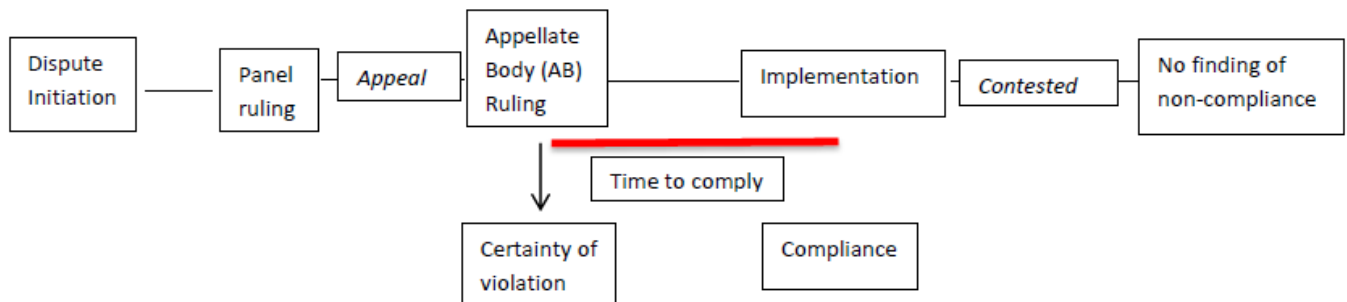 Dispute
Initiation
Panel
ruling
Appeal
Appellate
Body (AB)
Ruling
Implementation
Contested
No finding of
non-compliance
Time to comply
Certainty of
violation
Compliance